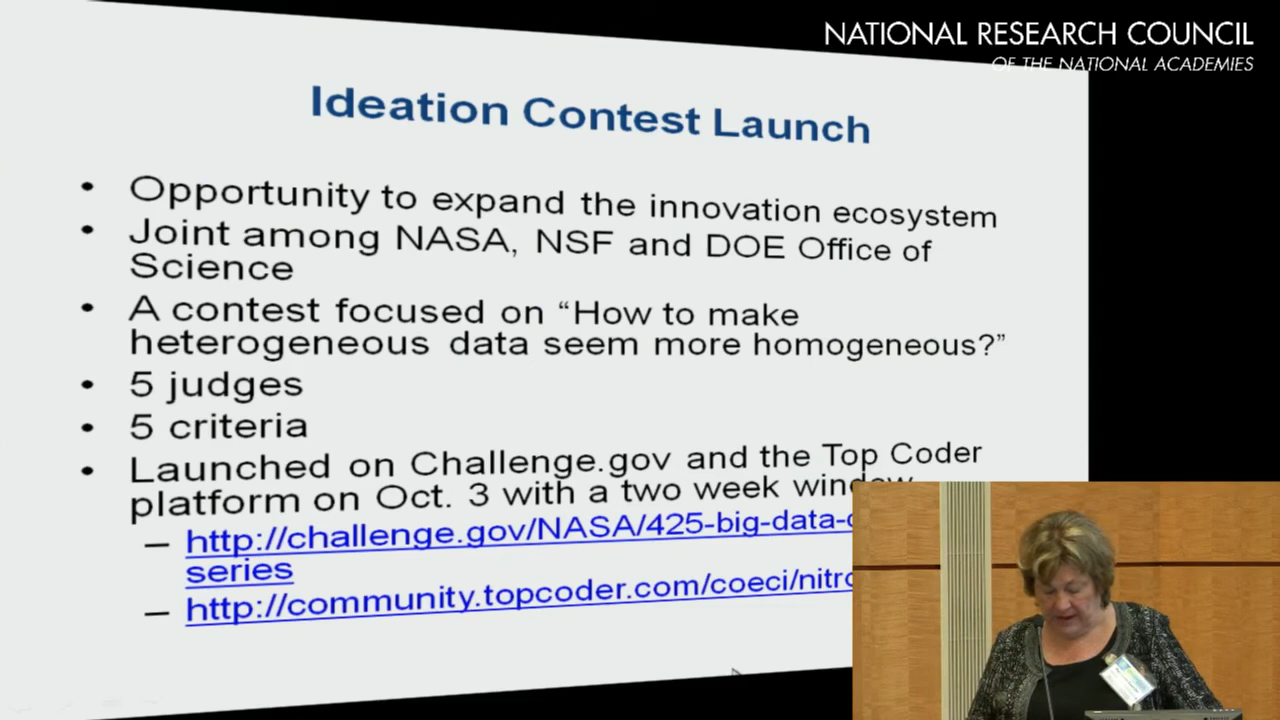 NATIONAL RESEARCH COUNCIL
OF THE NATIONAL ACADEMIES
Ideation Contest Launch
• Opportunity to expand the innovation ecosystem
• Joint among NASA, NSF and DOE Office of
Science
• A contest focused on “How to make
heterogeneous data seem more homogeneous?”
• 5 judges
• 5 criteria
• Launched on Challenge.gov and the Top Coder
platform on Oct. 3 with a two week window
– http://challenge.gov/NASA/425-big-data-
series
– http://community.topcoder.com/coeci/nitro